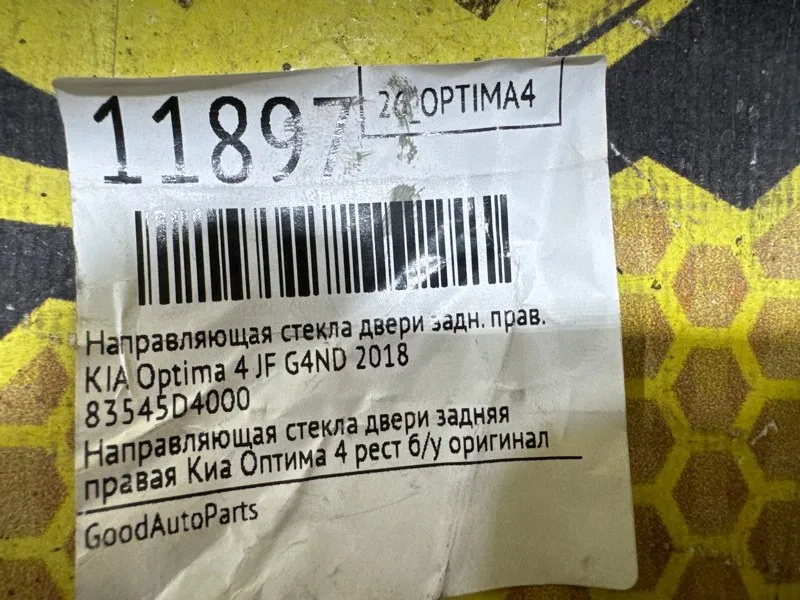 11897
OPTIMA4
Направляющая стекла двери задн. прав.
KIA Optima 4 JF G4ND 2018
83545D4000
Направляющая стекла двери задняя
правая Киа Оптима 4 рест б/у оригинал
GoodAutoParts